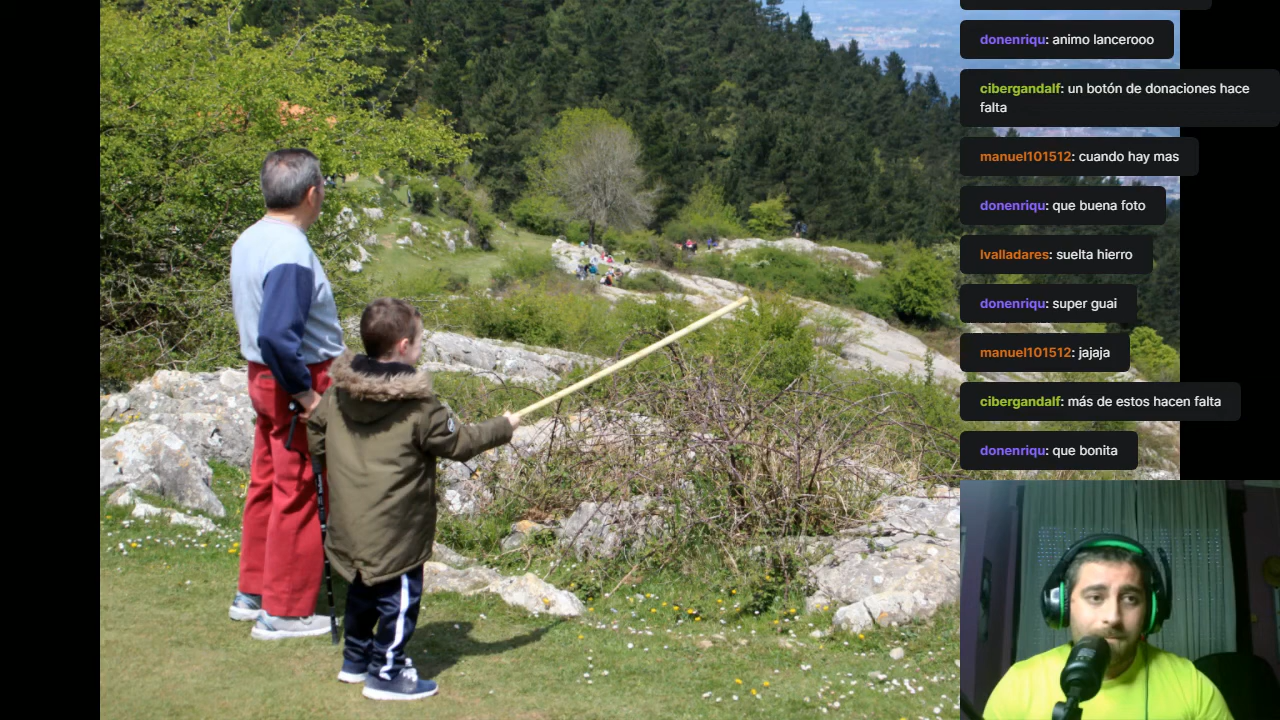 donenriqu: animo lancerooo
cibergandalf: un botón de donaciones hace
falta
manuel101512: cuando hay mas
donenriqu: que buena foto
lvalladares: suelta hierro
donenriqu: super guai
manuel101512: jajaja
cibergandalf: más de estos hacen falta
donenriqu: que bonita